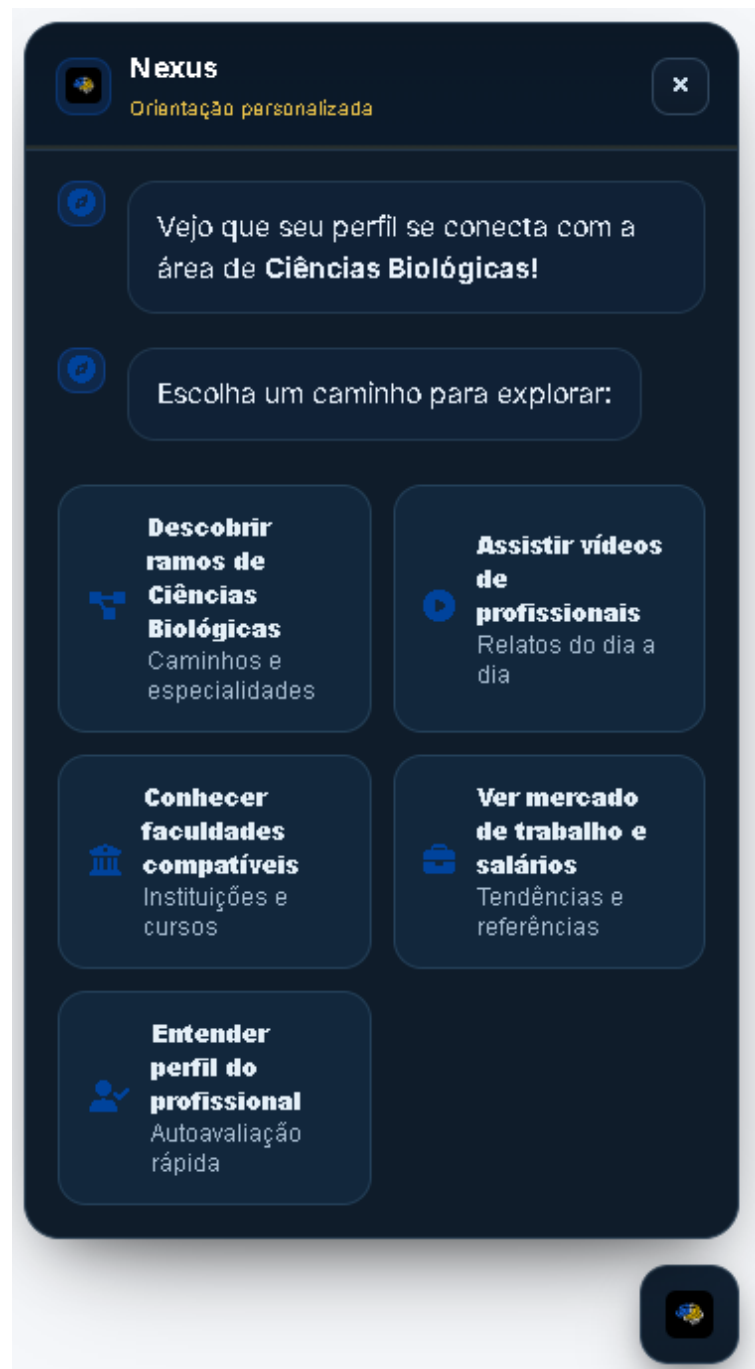 Nexus
Orientação personalizada
×
Vejo que seu perfil se conecta com a
área de Ciências Biológicas!
Escolha um caminho para explorar:
Descobrir
ramos de
Ciências
Biológicas
Caminhos e
especialidades
Assistir vídeos
de
profissionais
Relatos do dia a
dia
Conhecer
faculdades
compatíveis
Instituições e
cursos
Ver mercado
de trabalho e
salários
Tendências e
referências
Entender
perfil do
profissional
Autoavaliação
rápida